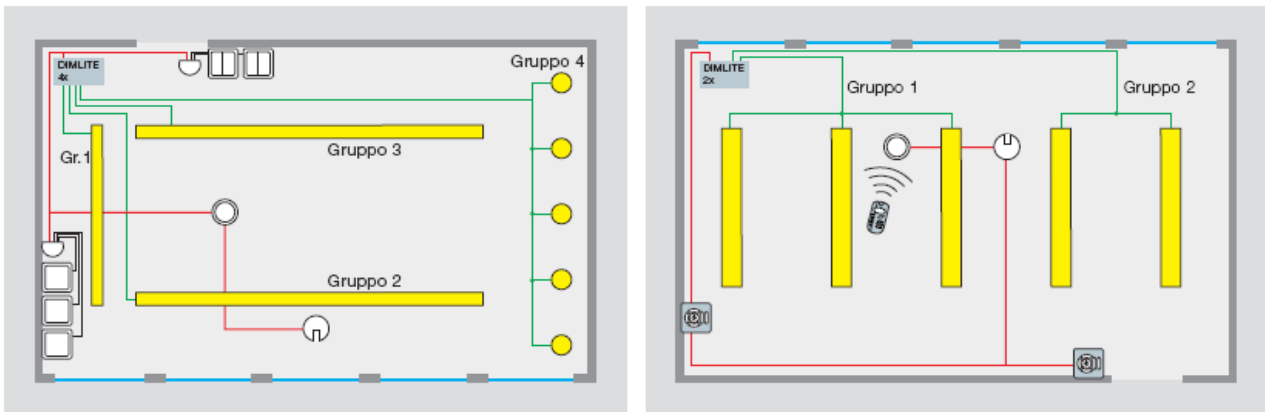 DIMLITE
4x
Gruppo 4
Gr.1
Gruppo 3
Gruppo 2
DIMLITE
2x
Gruppo 1
Gruppo 2